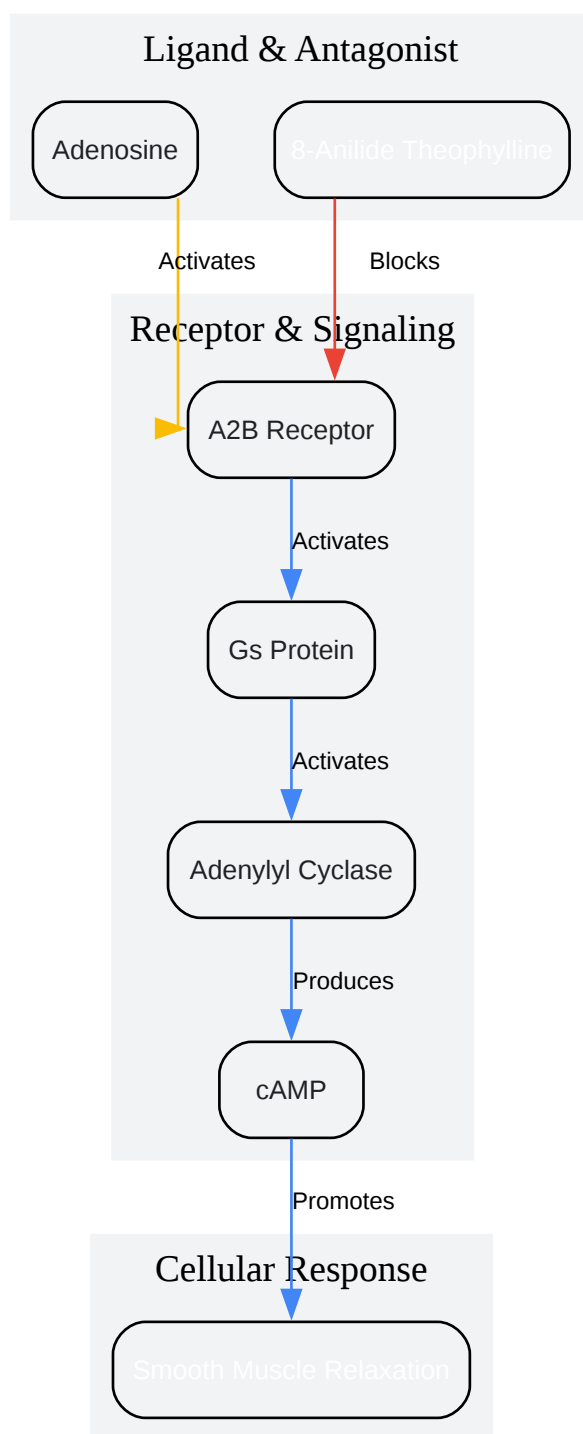 Ligand & Antagonist
Adenosine
8-Anilide Theophylline
Activates
Blocks
Receptor & Signaling
A2B Receptor
Activates
Gs Protein
Activates
Adenylyl Cyclase
Produces
cAMP
Promotes
Cellular Response
Smooth Muscle Relaxation